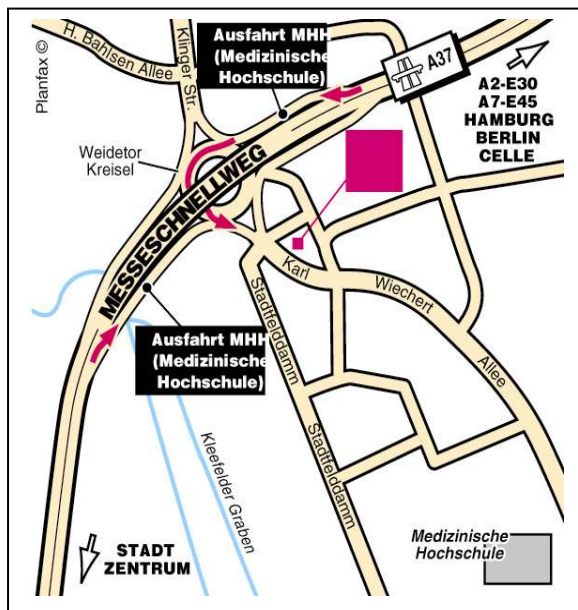 Planfax ©
H. Bahlsen Allee
Klinger Str.
Ausfahrt MHH
(Medizinische
Hochschule)
A37
A2-E30
A7-E45
HAMBURG
BERLIN
CELLE
Weidetor
Kreisel
MESSESCHNELLWEG
Karl
Wiechert
Allee
Stadtfelddamm
Ausfahrt MHH
(Medizinische
Hochschule)
Stadtfelddamm
Kleefelder Graben
STADT
ZENTRUM
Medizinische
Hochschule